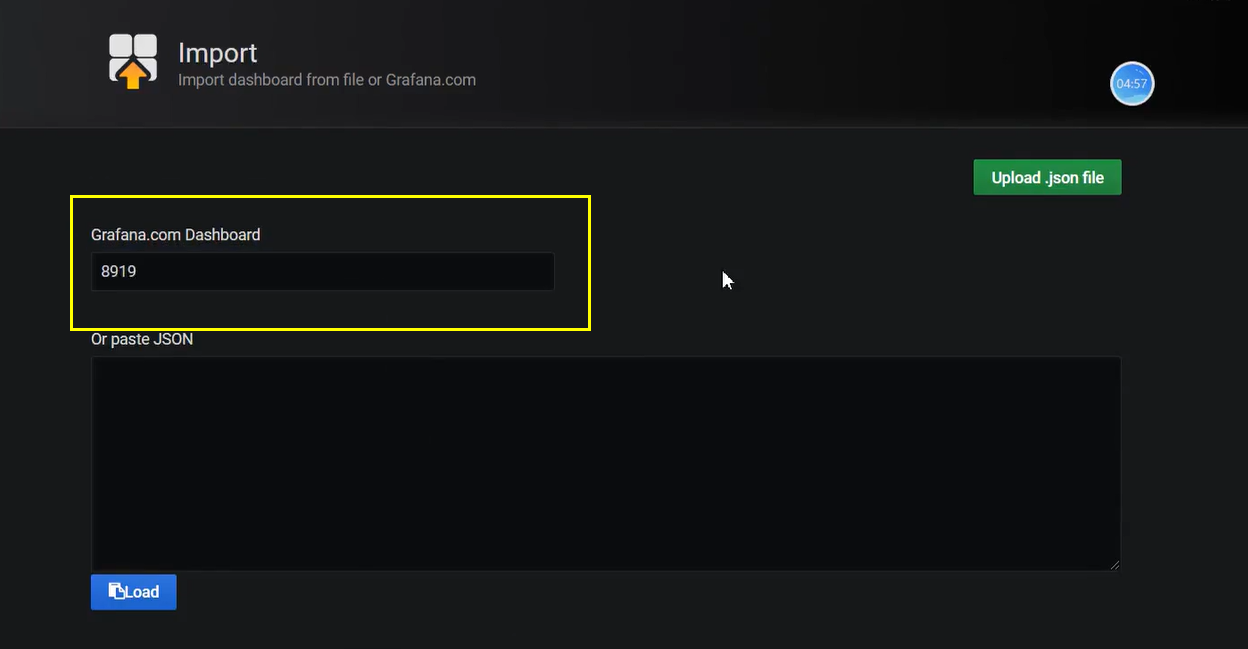 Import
Import dashboard from file or Grafana.com
04:57
Upload .json file
Grafana.com Dashboard
8919
Or paste JSON
Load